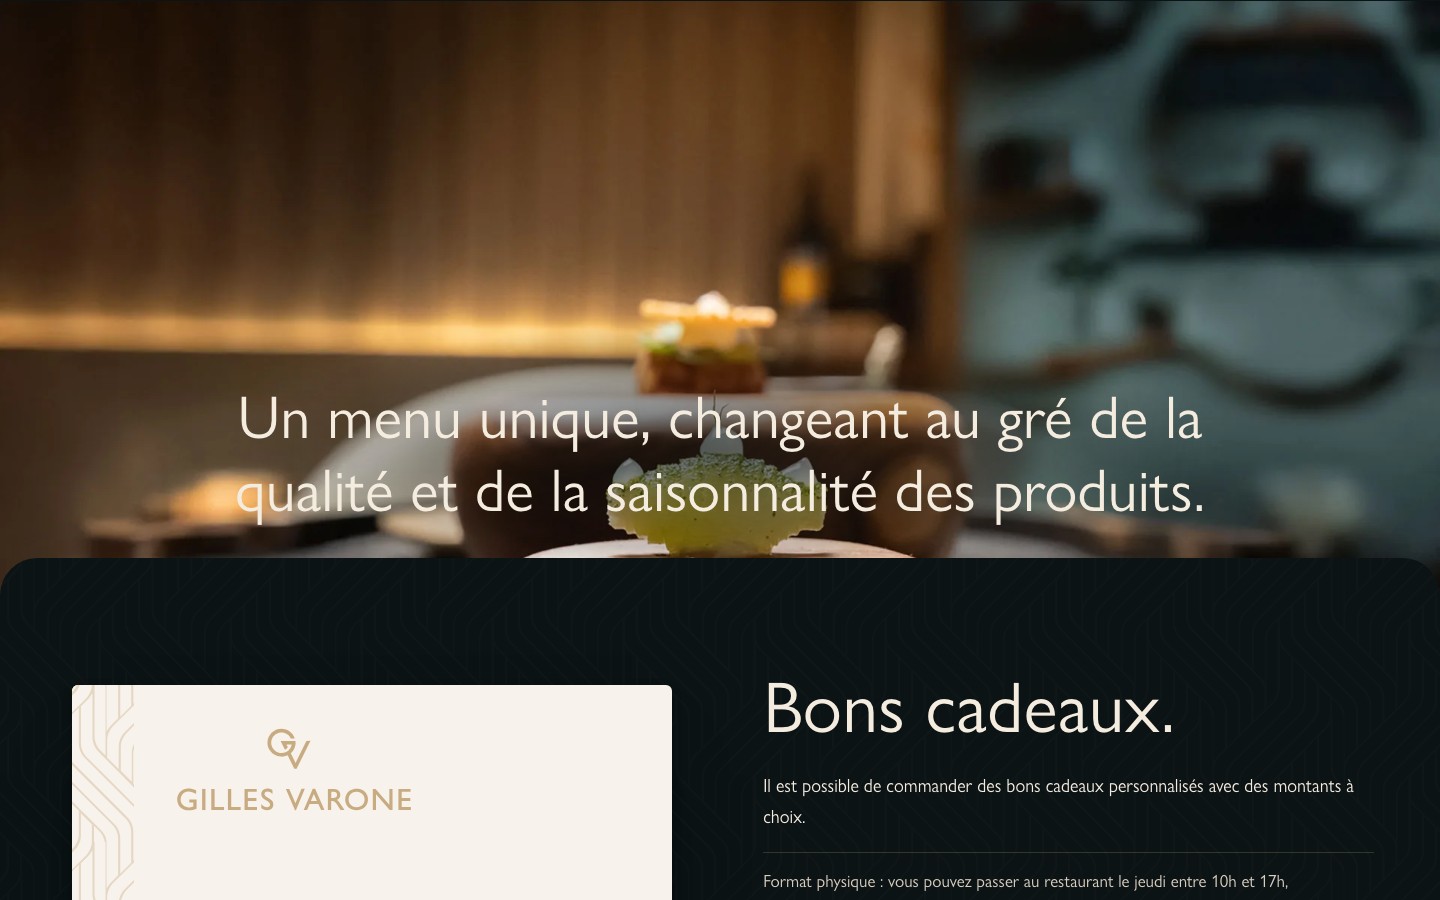 Un menu unique, changeant au gré de la
qualité et de la saisonnalité des produits.
GV
GILLES VARONE
Bons cadeaux.
Il est possible de commander des bons cadeaux personnalisés avec des montants à
choix.
Format physique : vous pouvez passer au restaurant le jeudi entre 10h et 17h,